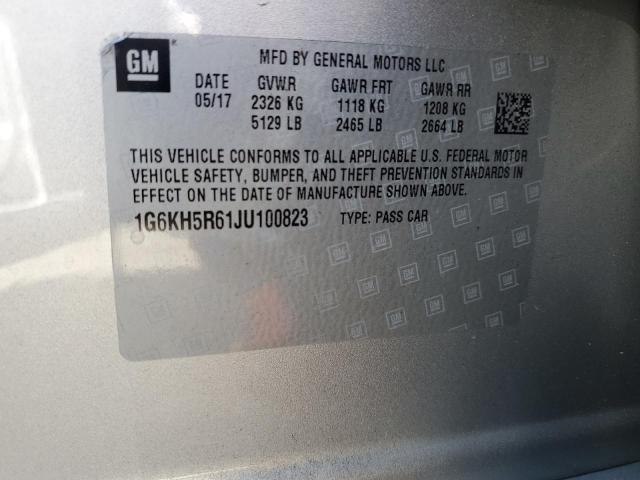 GM
MFD BY GENERAL MOTORS LLC
DATE GVWR GAWR FRT GAWR RR
05/17 2326 KG 1118 KG 1208 KG
5129 LB 2465 LB 2664 LB
THIS VEHICLE CONFORMS TO ALL APPLICABLE U.S. FEDERAL MOTOR
VEHICLE SAFETY, BUMPER, AND THEFT PREVENTION STANDARDS IN
EFFECT ON THE DATE OF MANUFACTURE SHOWN ABOVE.
1G6KH5R61JU100823 TYPE: PASS CAR